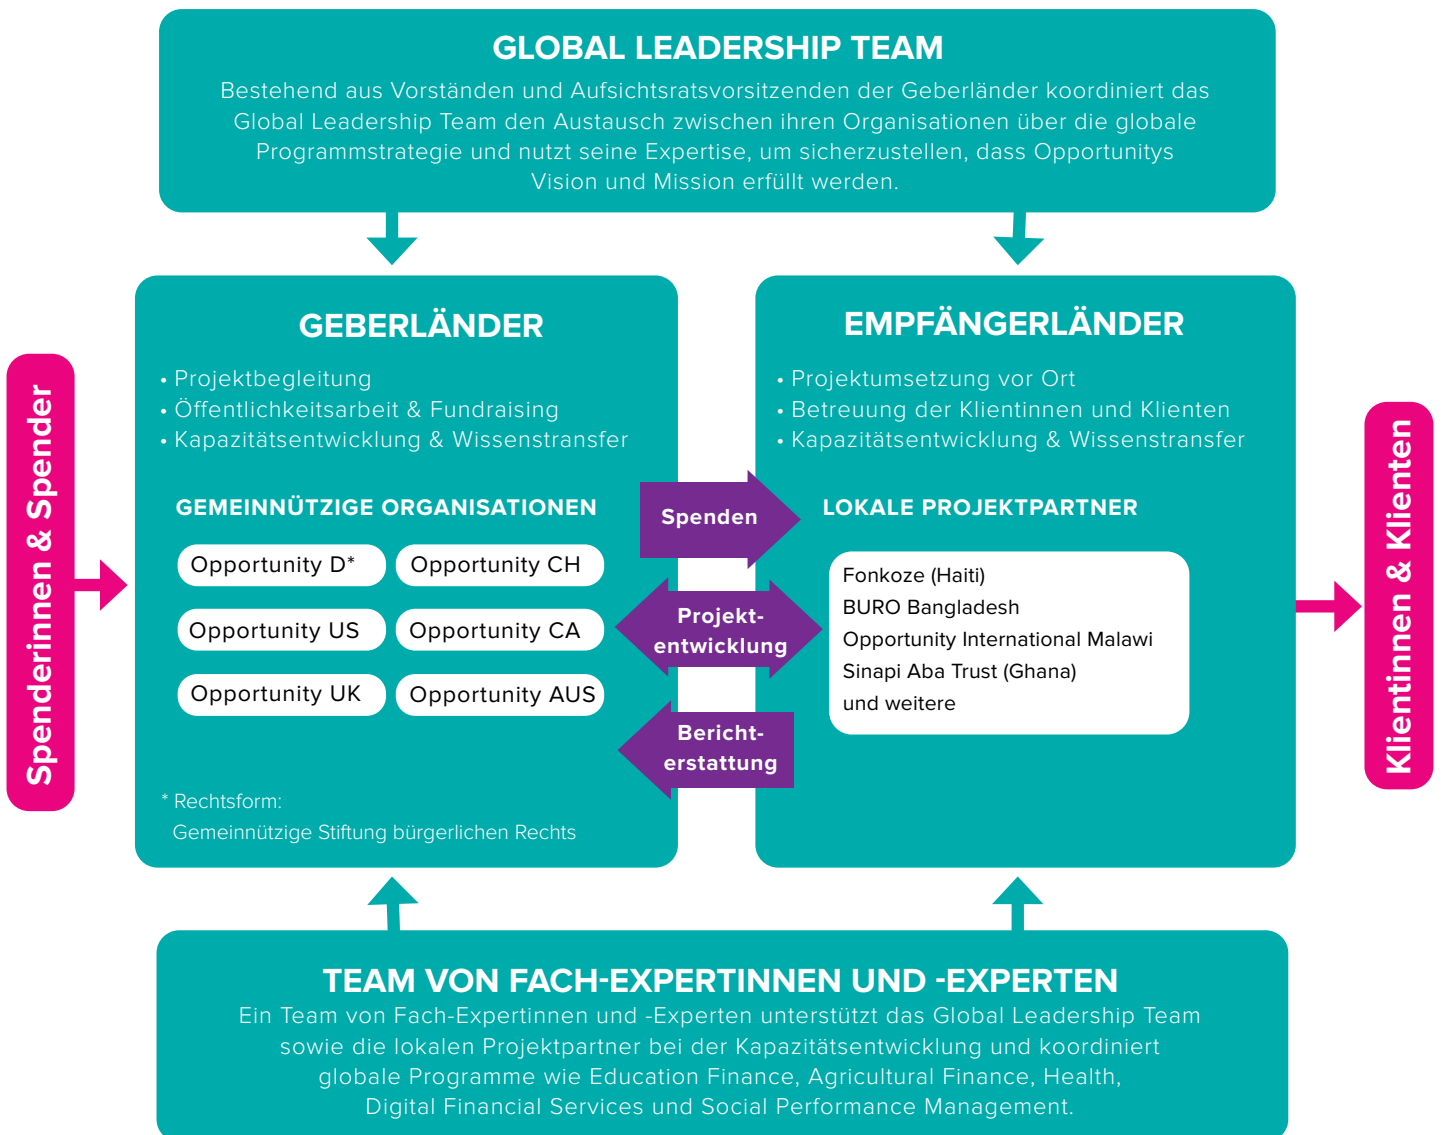 GLOBAL LEADERSHIP TEAM
Bestehend aus Vorständen und Aufsichtsratsvorsitzenden der Geberländer koordiniert das
Global Leadership Team den Austausch zwischen ihren Organisationen über die globale
Programmstrategie und nutzt seine Expertise, um sicherzustellen, dass Opportunitys
Vision und Mission erfüllt werden.
Spenderinnen & Spender
GEBERLÄNDER
• Projektbegleitung
• Öffentlichkeitsarbeit & Fundraising
• Kapazitätsentwicklung & Wissenstransfer
GEMEINNÜTZIGE ORGANISATIONEN
Opportunity D*
Opportunity CH
Opportunity US
Opportunity CA
Opportunity UK
Opportunity AUS
* Rechtsform:
Gemeinnützige Stiftung bürgerlichen Rechts
Spenden
Projekt-
entwicklung
Bericht-
erstattung
EMPFÄNGERLÄNDER
• Projektumsetzung vor Ort
• Betreuung der Klientinnen und Klienten
• Kapazitätsentwicklung & Wissenstransfer
LOKALE PROJEKTPARTNER
Fonkoze (Haiti)
BURO Bangladesh
Opportunity International Malawi
Sinapi Aba Trust (Ghana)
und weitere
Klientinnen & Klienten
TEAM VON FACH-EXPERTINNEN UND -EXPERTEN
Ein Team von Fach-Expertinnen und -Experten unterstützt das Global Leadership Team
sowie die lokalen Projektpartner bei der Kapazitätsentwicklung und koordiniert
globale Programme wie Education Finance, Agricultural Finance, Health,
Digital Financial Services und Social Performance Management.